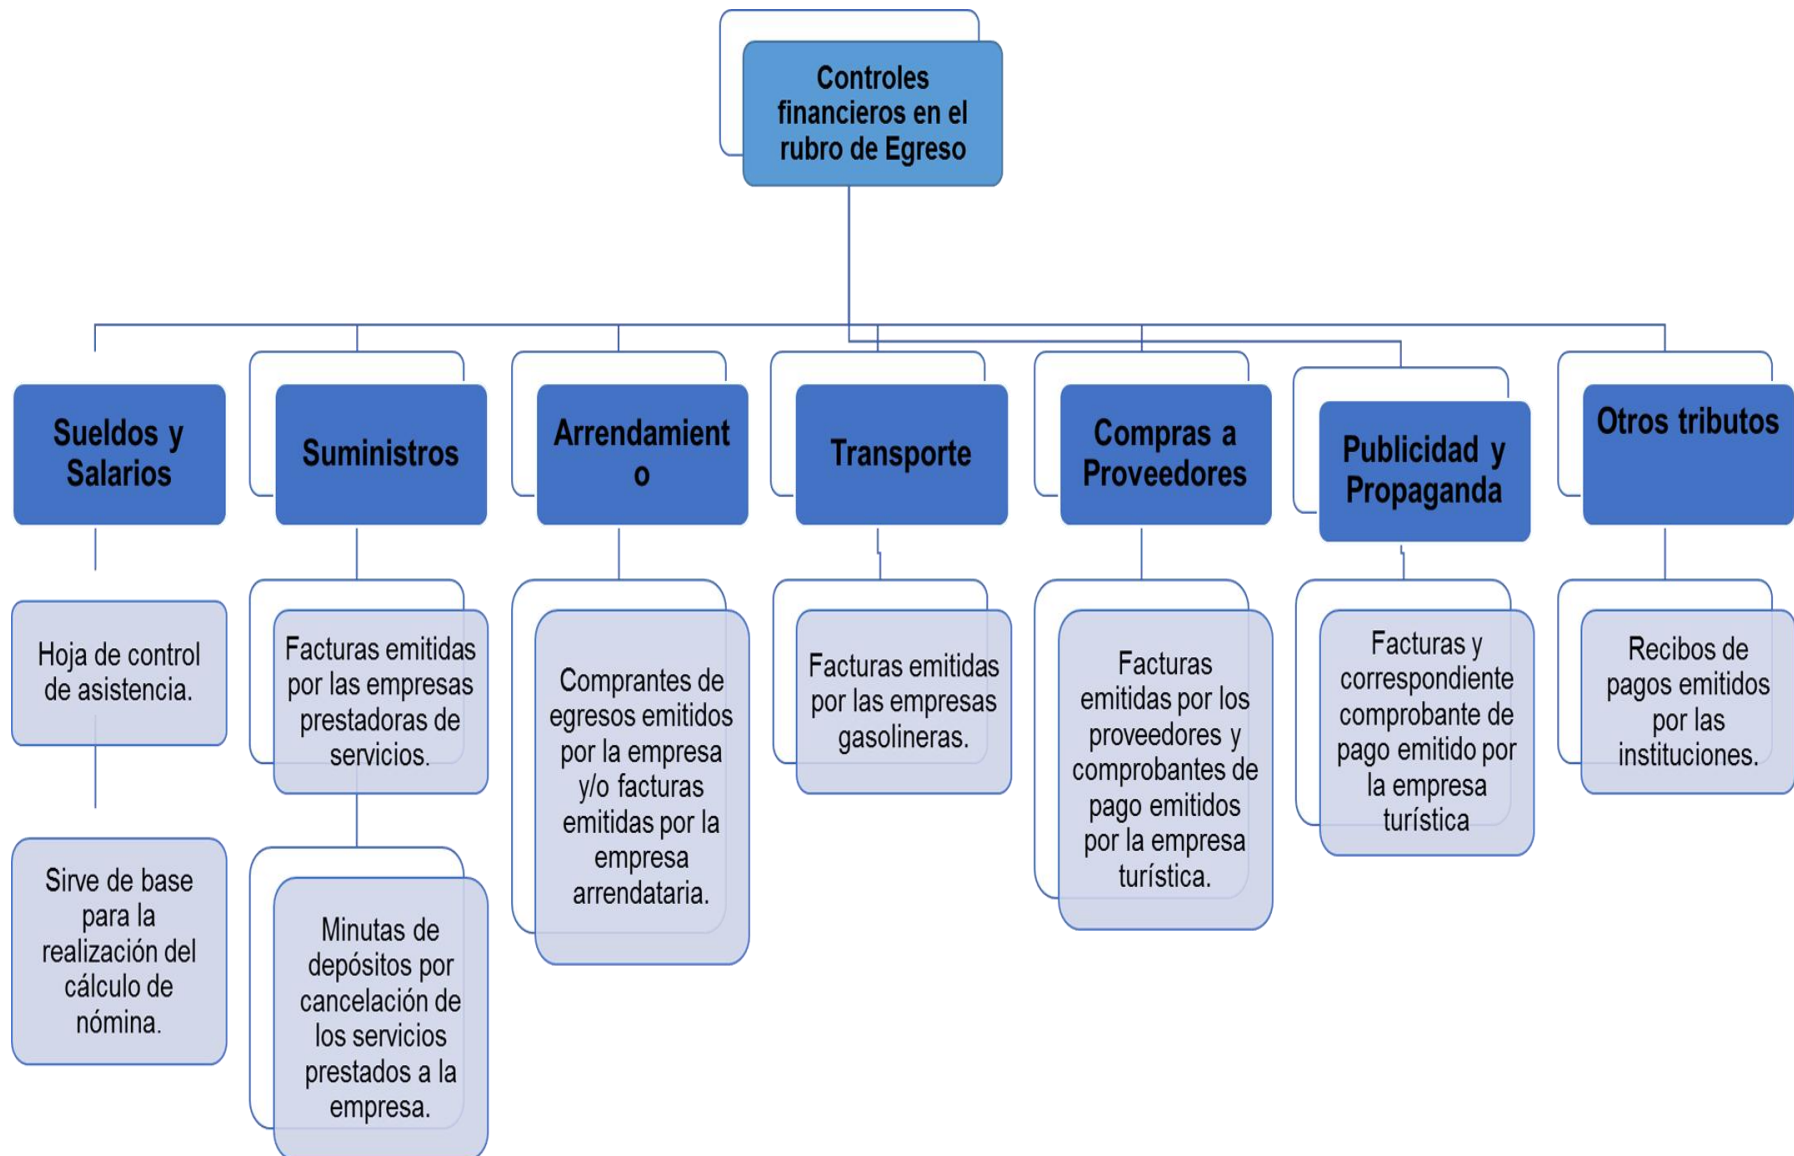 Controles
financieros en el
rubro de Egreso
Sueldos y
Salarios
Suministros
Arrendamient
o
Transporte
Compras a
Proveedores
Publicidad y
Propaganda
Otros tributos
Hoja de control
de asistencia.
Sirve de base
para la
realización del
cálculo de
nómina.
Facturas emitidas
por las empresas
prestadoras de
servicios.
Minutas de
depósitos por
cancelación de
los servicios
prestados a la
empresa.
Comprantes de
egresos emitidos
por la empresa
y/o facturas
emitidas por la
empresa
arrendataria.
Facturas emitidas
por las empresas
gasolineras.
Facturas
emitidas por los
proveedores y
comprobantes de
pago emitidos
por la empresa
turística.
Facturas y
correspondiente
comprobante de
pago emitido por
la empresa
turística
Recibos de
pagos emitidos
por las
instituciones.